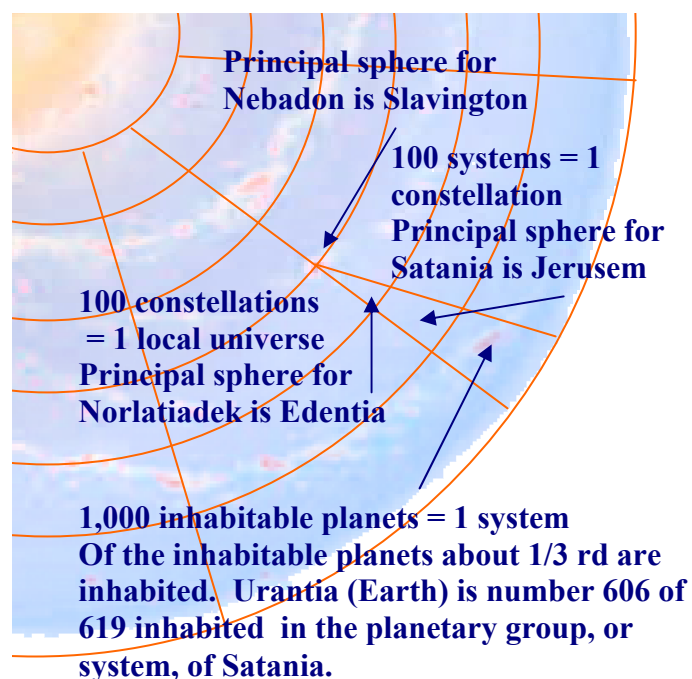 Principal sphere for
Nebadon is Slavington
100 systems = 1
constellation
Principal sphere for
Satania is Jerusem
100 constellations
= 1 local universe
Principal sphere for
Norlatiadek is Edentia
1,000 inhabitable planets = 1 system
Of the inhabitable planets about 1/3 rd are
inhabited. Urantia (Earth) is number 606 of
619 inhabited in the planetary group, or
system, of Satania.